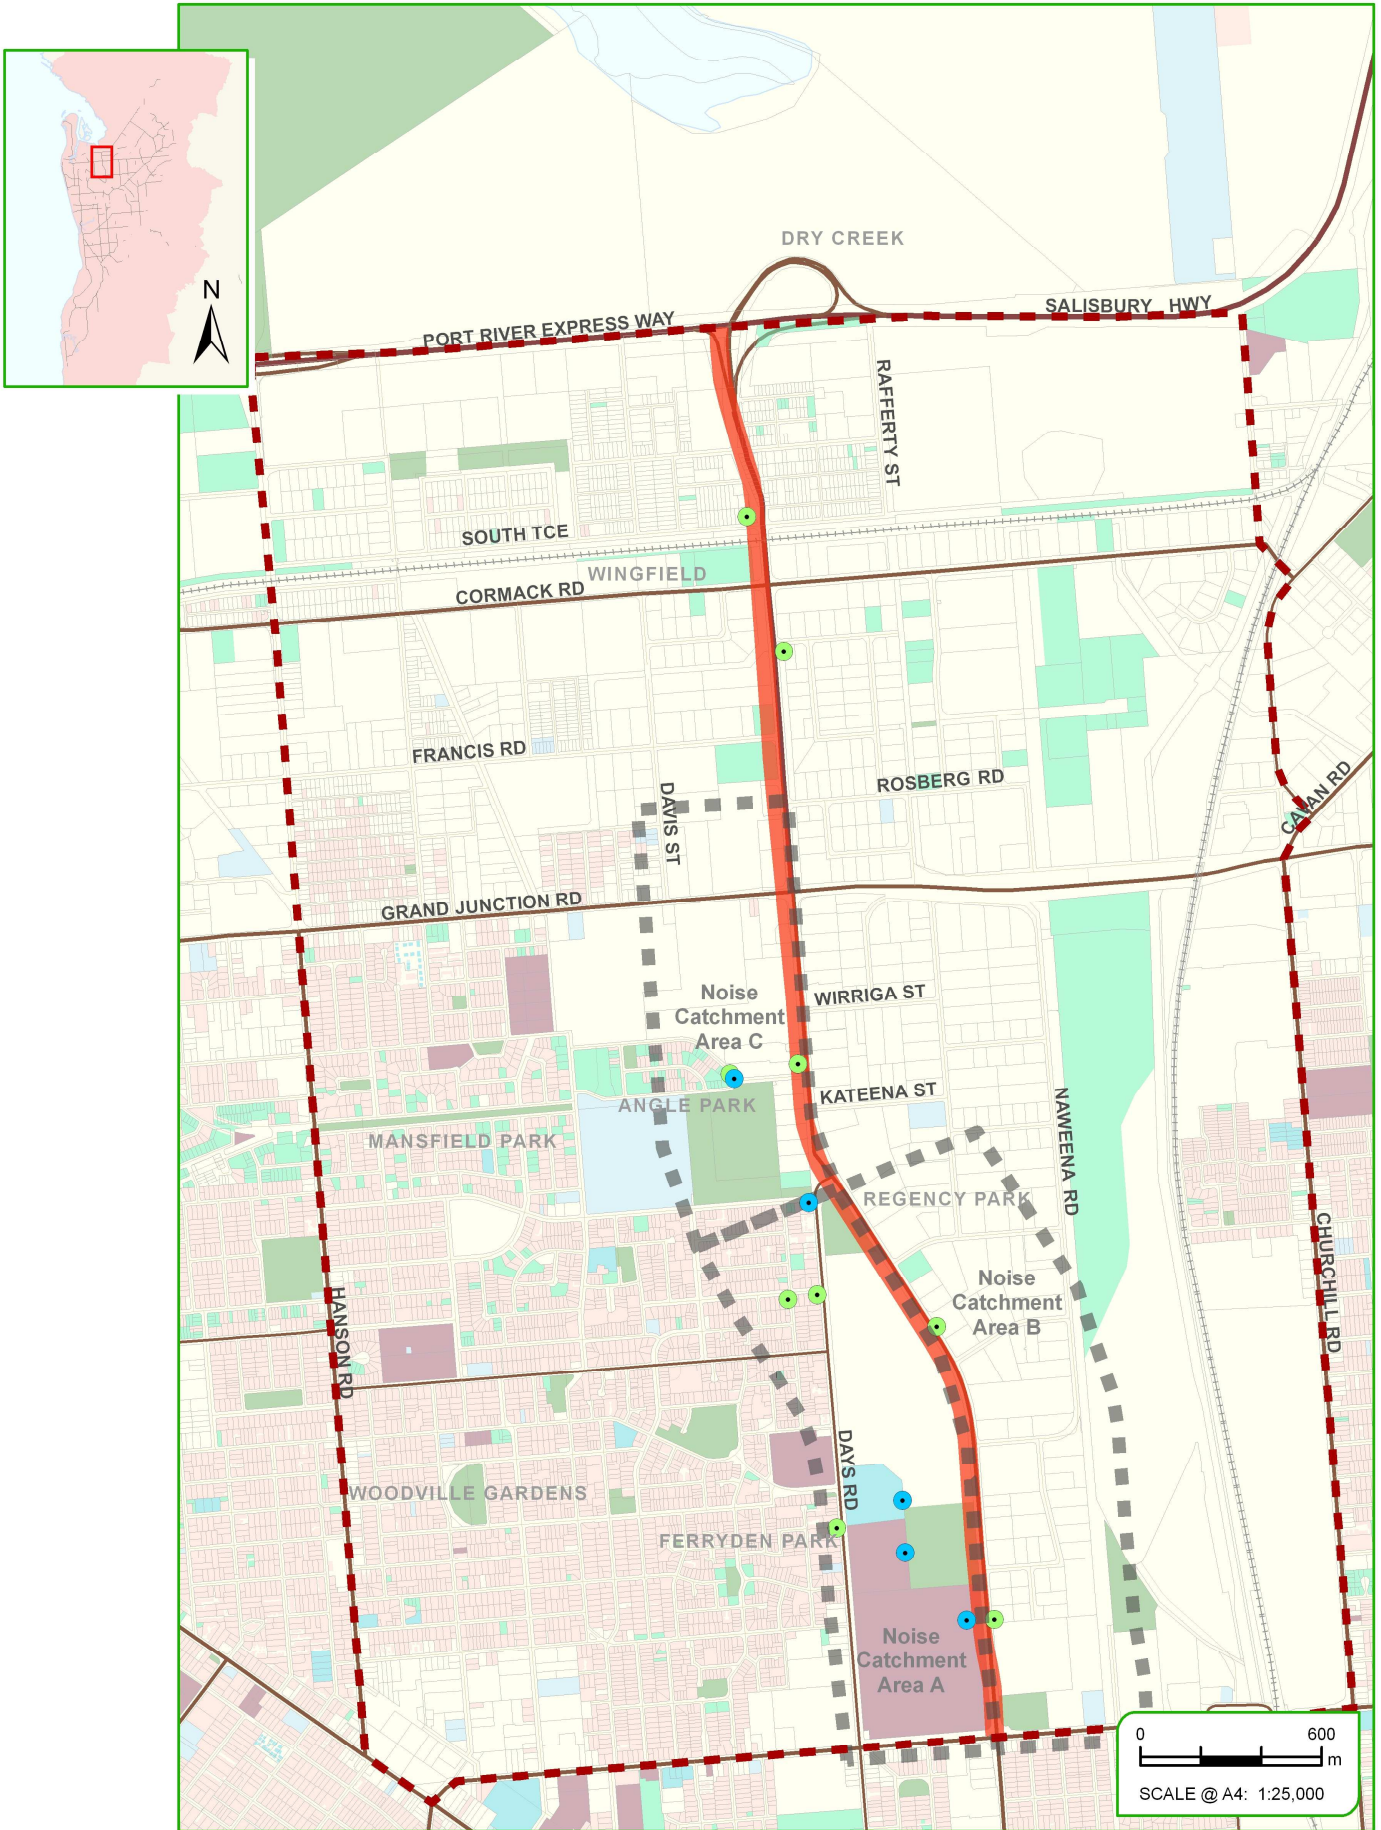 N
DRY CREEK
SALISBURY HWY
PORT RIVER EXPRESS WAY
RAFFERTY ST
SOUTH TCE
WINGFIELD
CORMACK RD
FRANCIS RD
ROSBERG RD
DAVIS ST
CAVAN RD
GRAND JUNCTION RD
Noise
Catchment
Area C
WIRRIGA ST
KATEENA ST
ANGLE PARK
NAWEENA RD
MANSFIELD PARK
REGENCY PARK
CHURCHILL RD
Noise
Catchment
Area B
HANSON RD
DAYS RD
WOODVILLE GARDENS
FERRYDEN PARK
Noise
Catchment
Area A
0 600
m
SCALE @ A4: 1:25,000